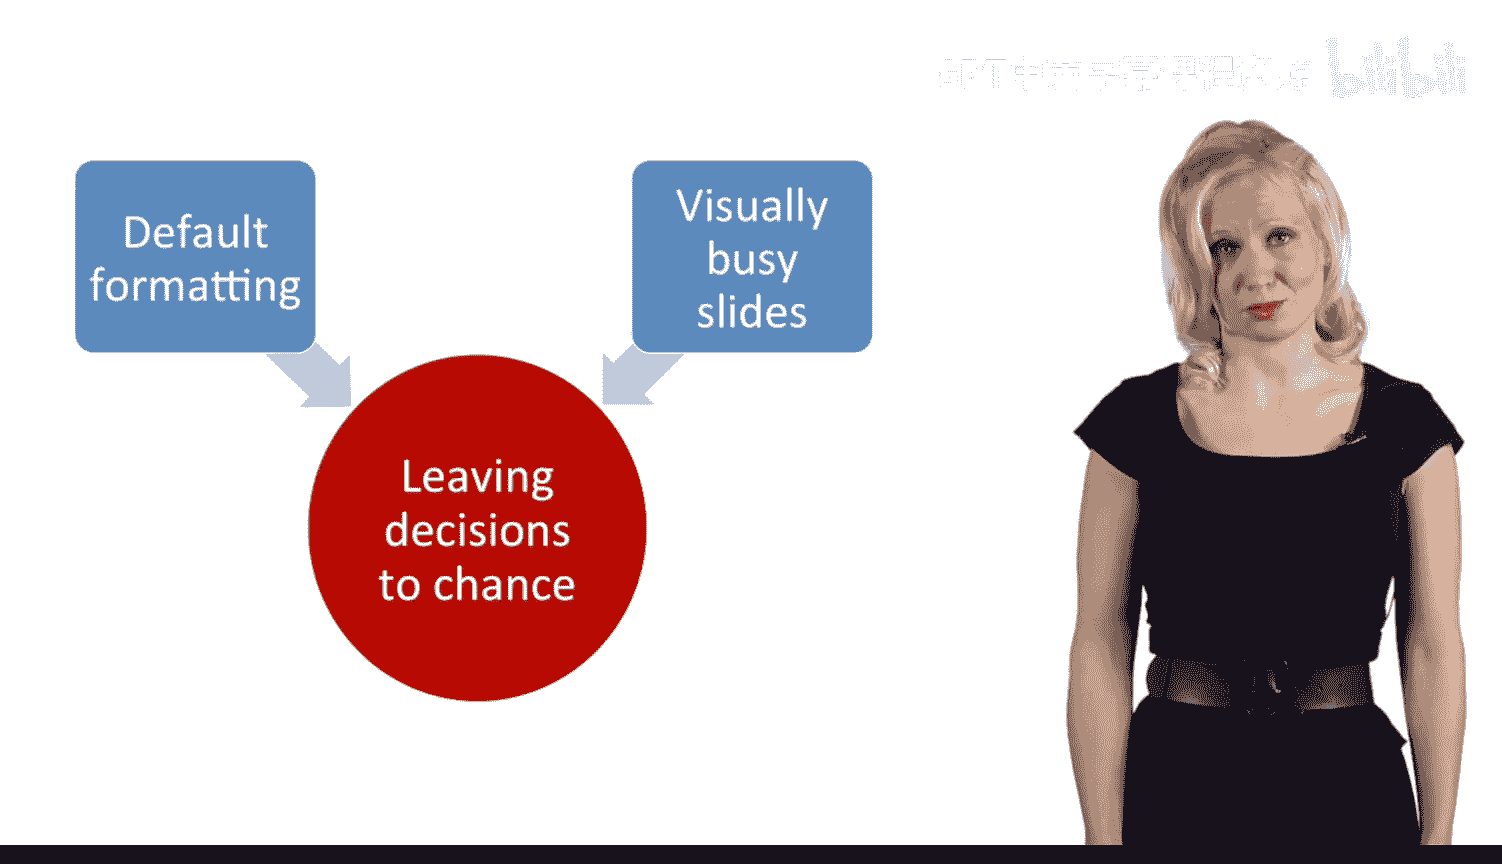 Default
formatting
Visually
busy
slides
Leaving
decisions
to chance
bilibili